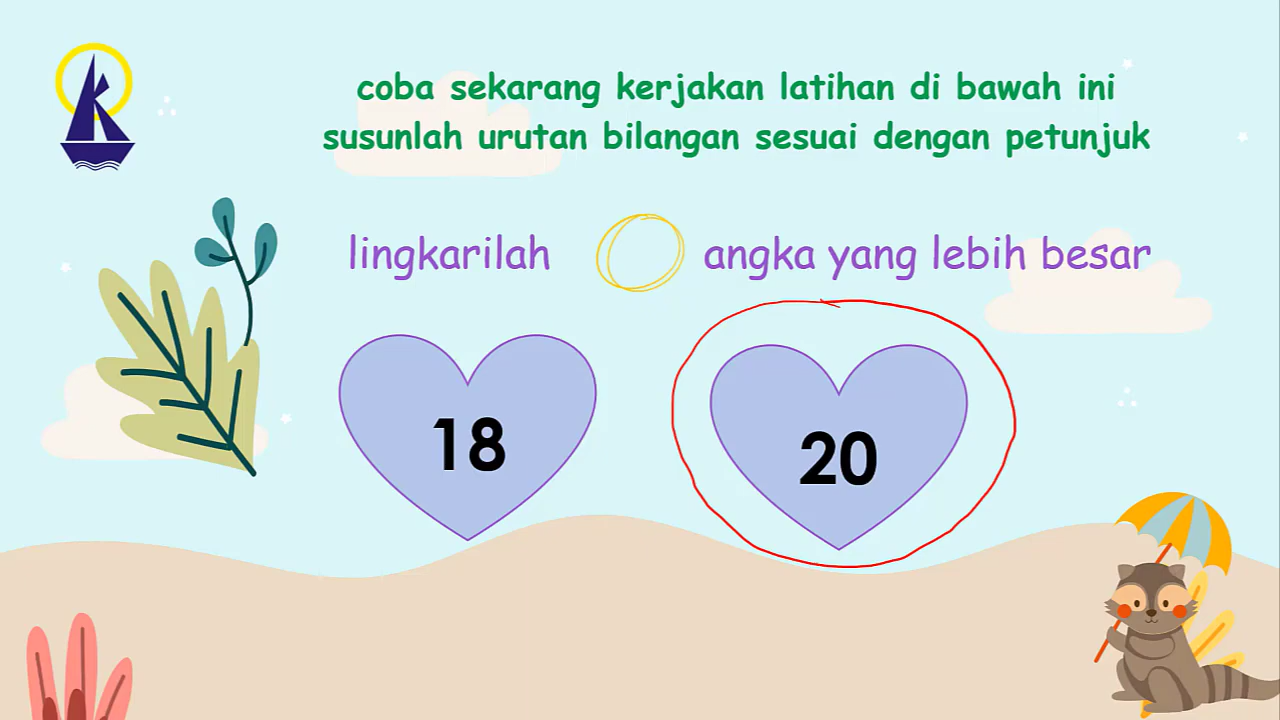 coba sekarang kerjakan latihan di bawah ini
susunlah urutan bilangan sesuai dengan petunjuk
lingkarilah angka yang lebih besar
18 20